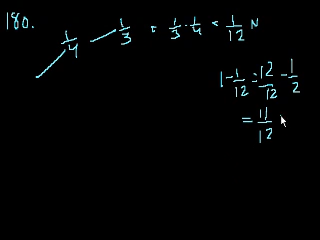 180.
1/4 1/3 = 1/3 · 1/4 = 1/12 N
1 - 1/12 = 12/12 - 1/2
= 11/12